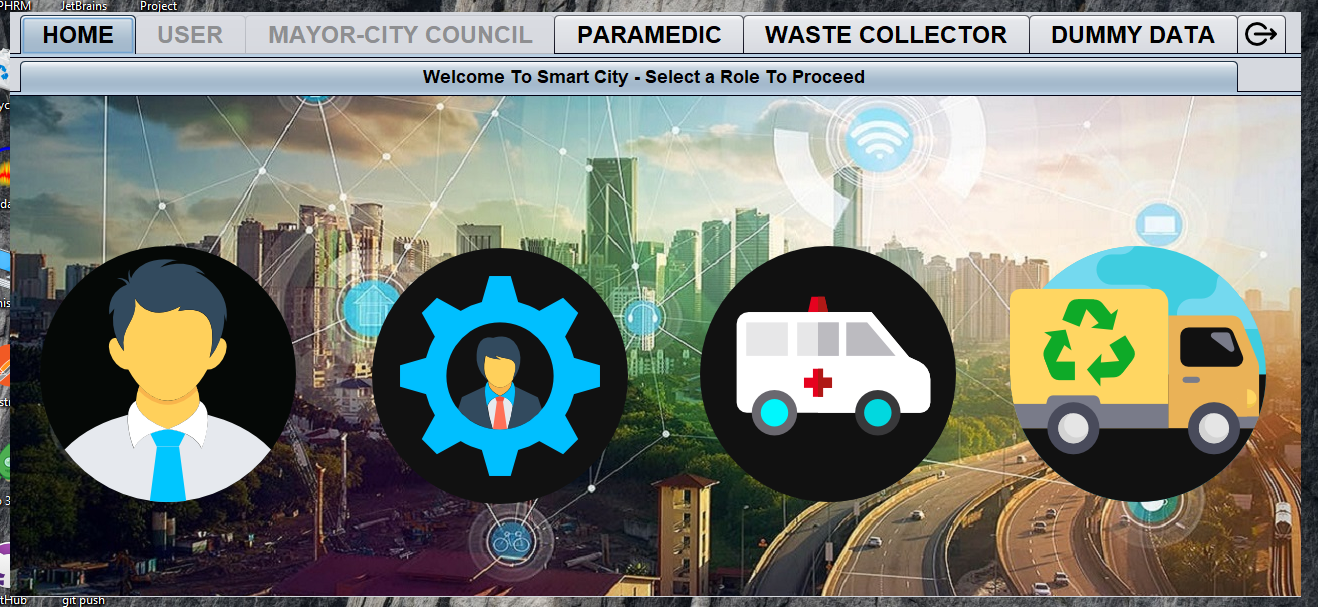 PHRM JetBrains Project
HOME USER MAYOR-CITY COUNCIL PARAMEDIC WASTE COLLECTOR DUMMY DATA
Welcome To Smart City - Select a Role To Proceed
git push